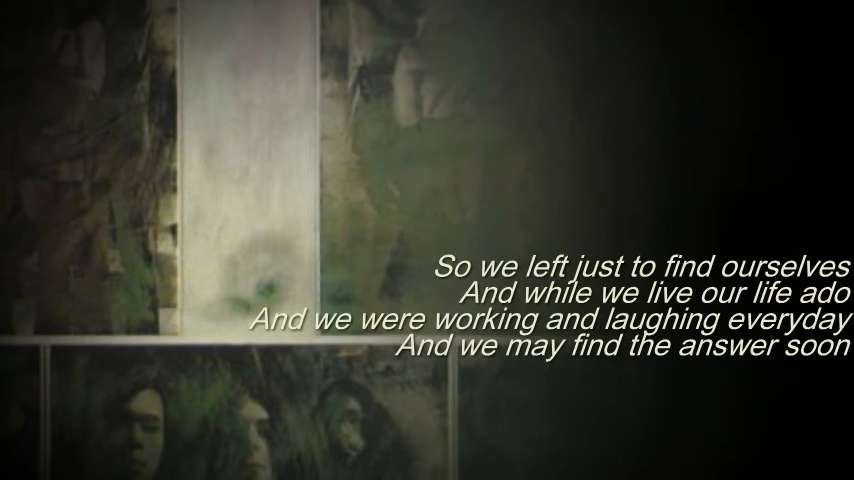 So we left just to find ourselves
And while we live our life ado
And we were working and laughing everyday
And we may find the answer soon